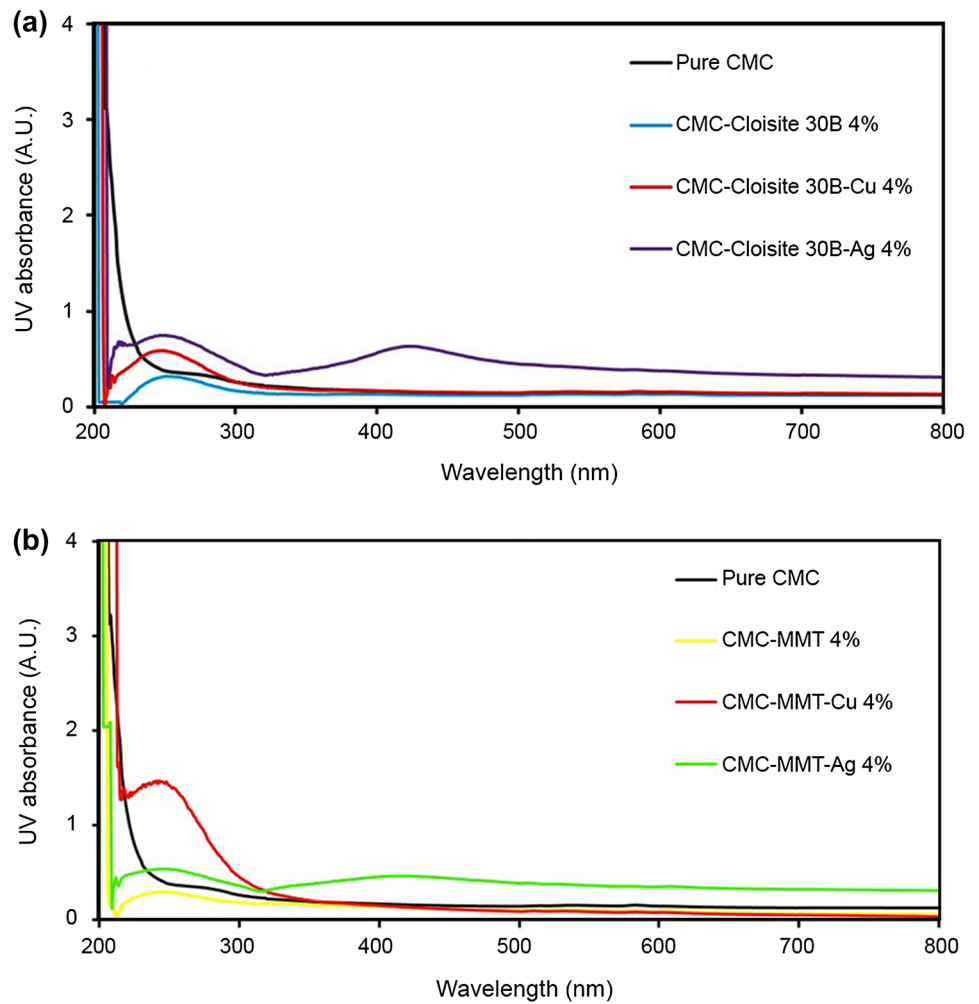 (a)
4
3
2
1
0
UV absorbance (A.U.)
Pure CMC
CMC-Cloisite 30B 4%
CMC-Cloisite 30B-Cu 4%
CMC-Cloisite 30B-Ag 4%
200 300 400 500 600 700 800
Wavelength (nm)
(b)
4
3
2
1
0
UV absorbance (A.U.)
Pure CMC
CMC-MMT 4%
CMC-MMT-Cu 4%
CMC-MMT-Ag 4%
200 300 400 500 600 700 800
Wavelength (nm)